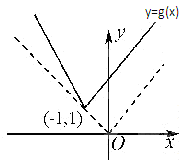 y=g(x)
y
(-1,1)
O
x